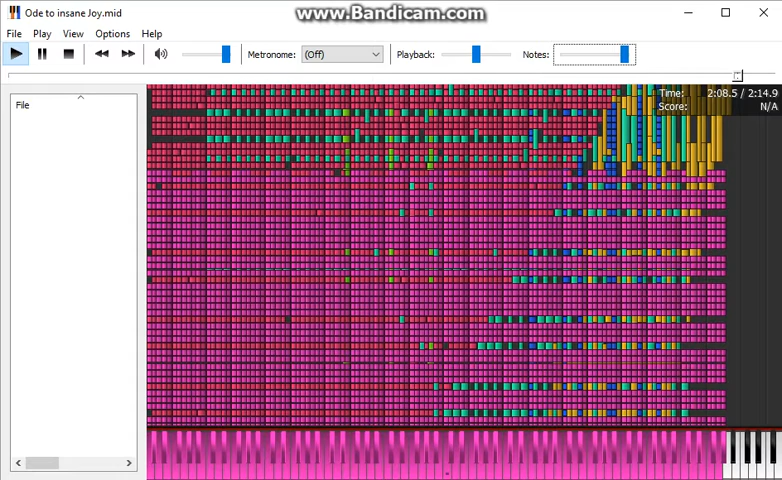 Ode to insane Joy.mid
www.Bandicam.com
File Play View Options Help
Metronome: (Off) Playback: Notes:
File
Time: 2:08.5 / 2:14.9
Score: N/A